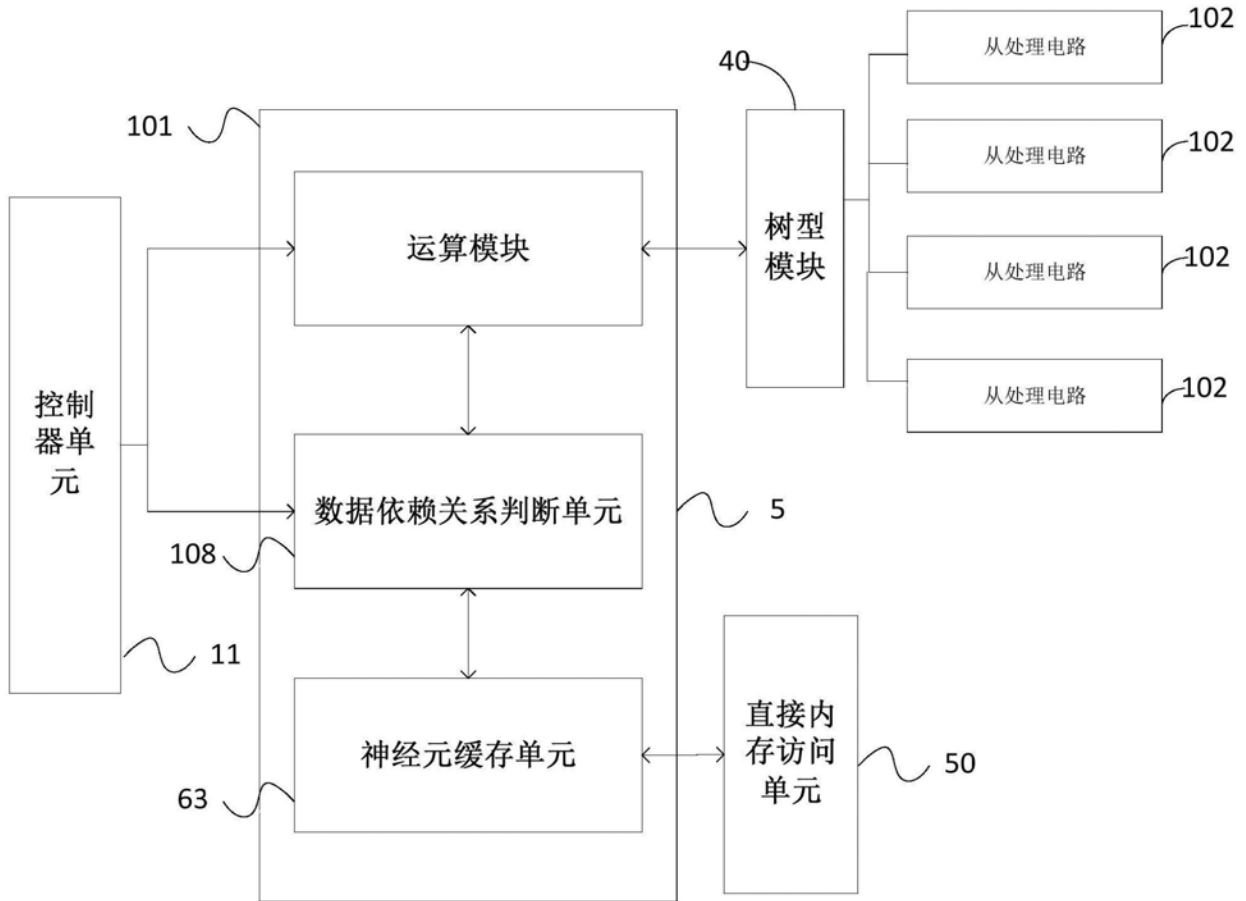 102
从处理电路
40
102
101
从处理电路
运算模块
树型
模块
102
从处理电路
102
从处理电路
控制
器单
元
数据依赖关系判断单元
5
108
11
直接内
存访问
单元
神经元缓存单元
50
63